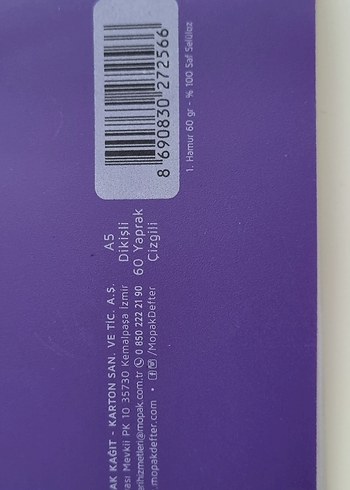 8 690830 272566
1. Hamur 60 gr - % 100 Saf Selüloz
A5
Dikişli
60 Yaprak
Çizgili
KAĞIT - KARTON SAN. VE TİC. A.Ş.
Mevkii PK 10 35730 Kemalpaşa İzmir
@mopak.com.tr 0 850 222 21 90
mopakdefter.com • /MopakDefter